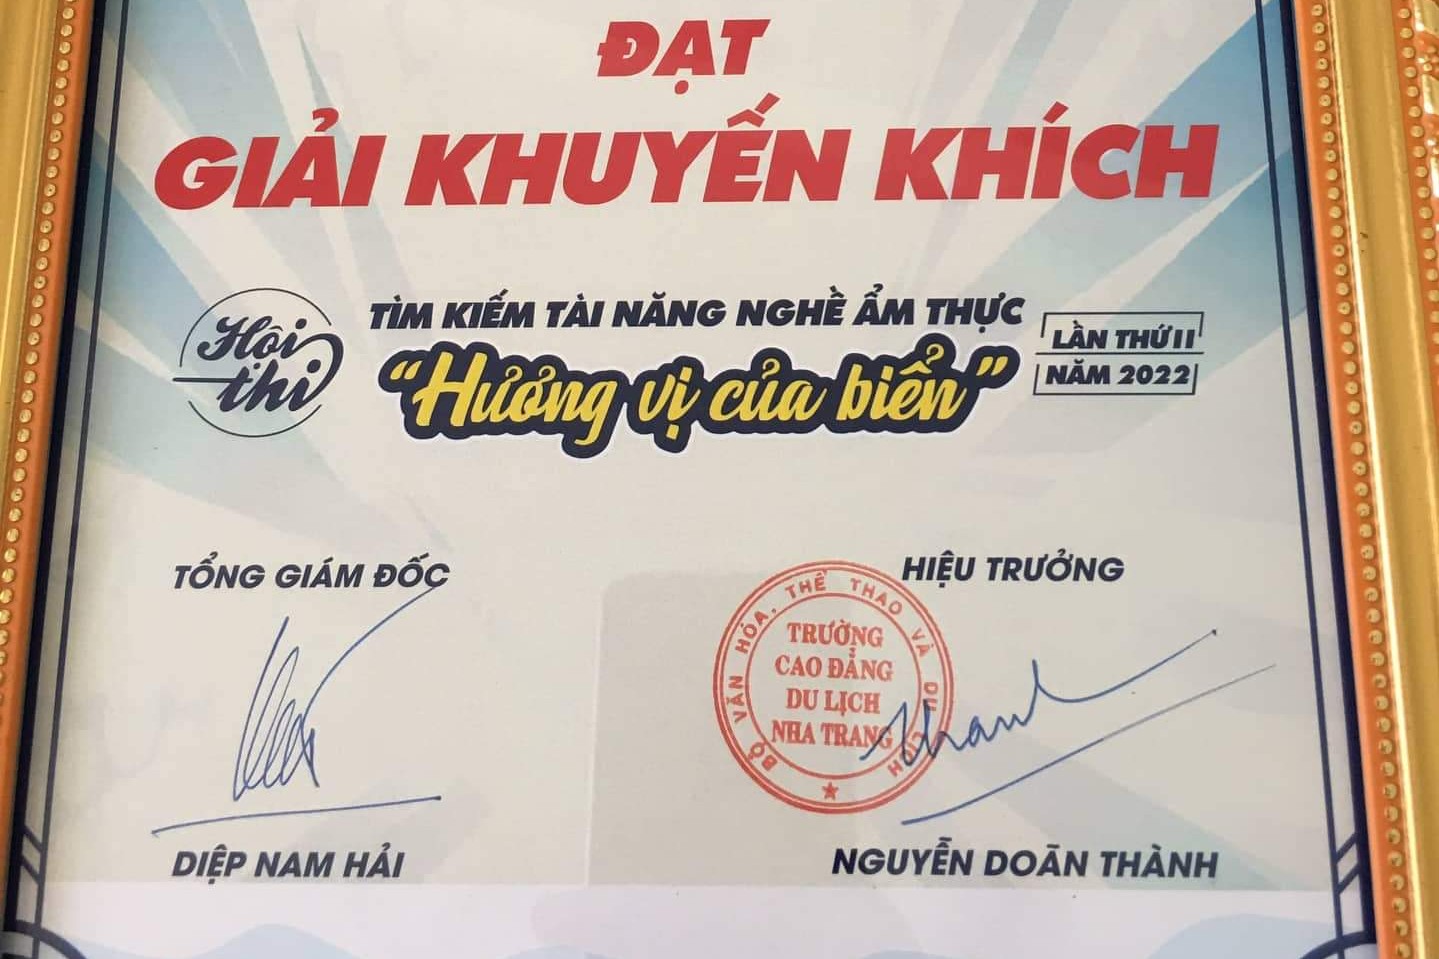 ĐẠT
GIẢI KHUYẾN KHÍCH
Hội thi
TÌM KIẾM TÀI NĂNG NGHỀ ẨM THỰC
"Hương vị của biển"
LẦN THỨ II
NĂM 2022
TỔNG GIÁM ĐỐC
HIỆU TRƯỞNG
BỘ VĂN HÓA, THỂ THAO VÀ DU LỊCH
TRƯỜNG
CAO ĐẲNG
DU LỊCH
NHA TRANG
Thanh
DIỆP NAM HẢI
NGUYỄN DOÃN THÀNH